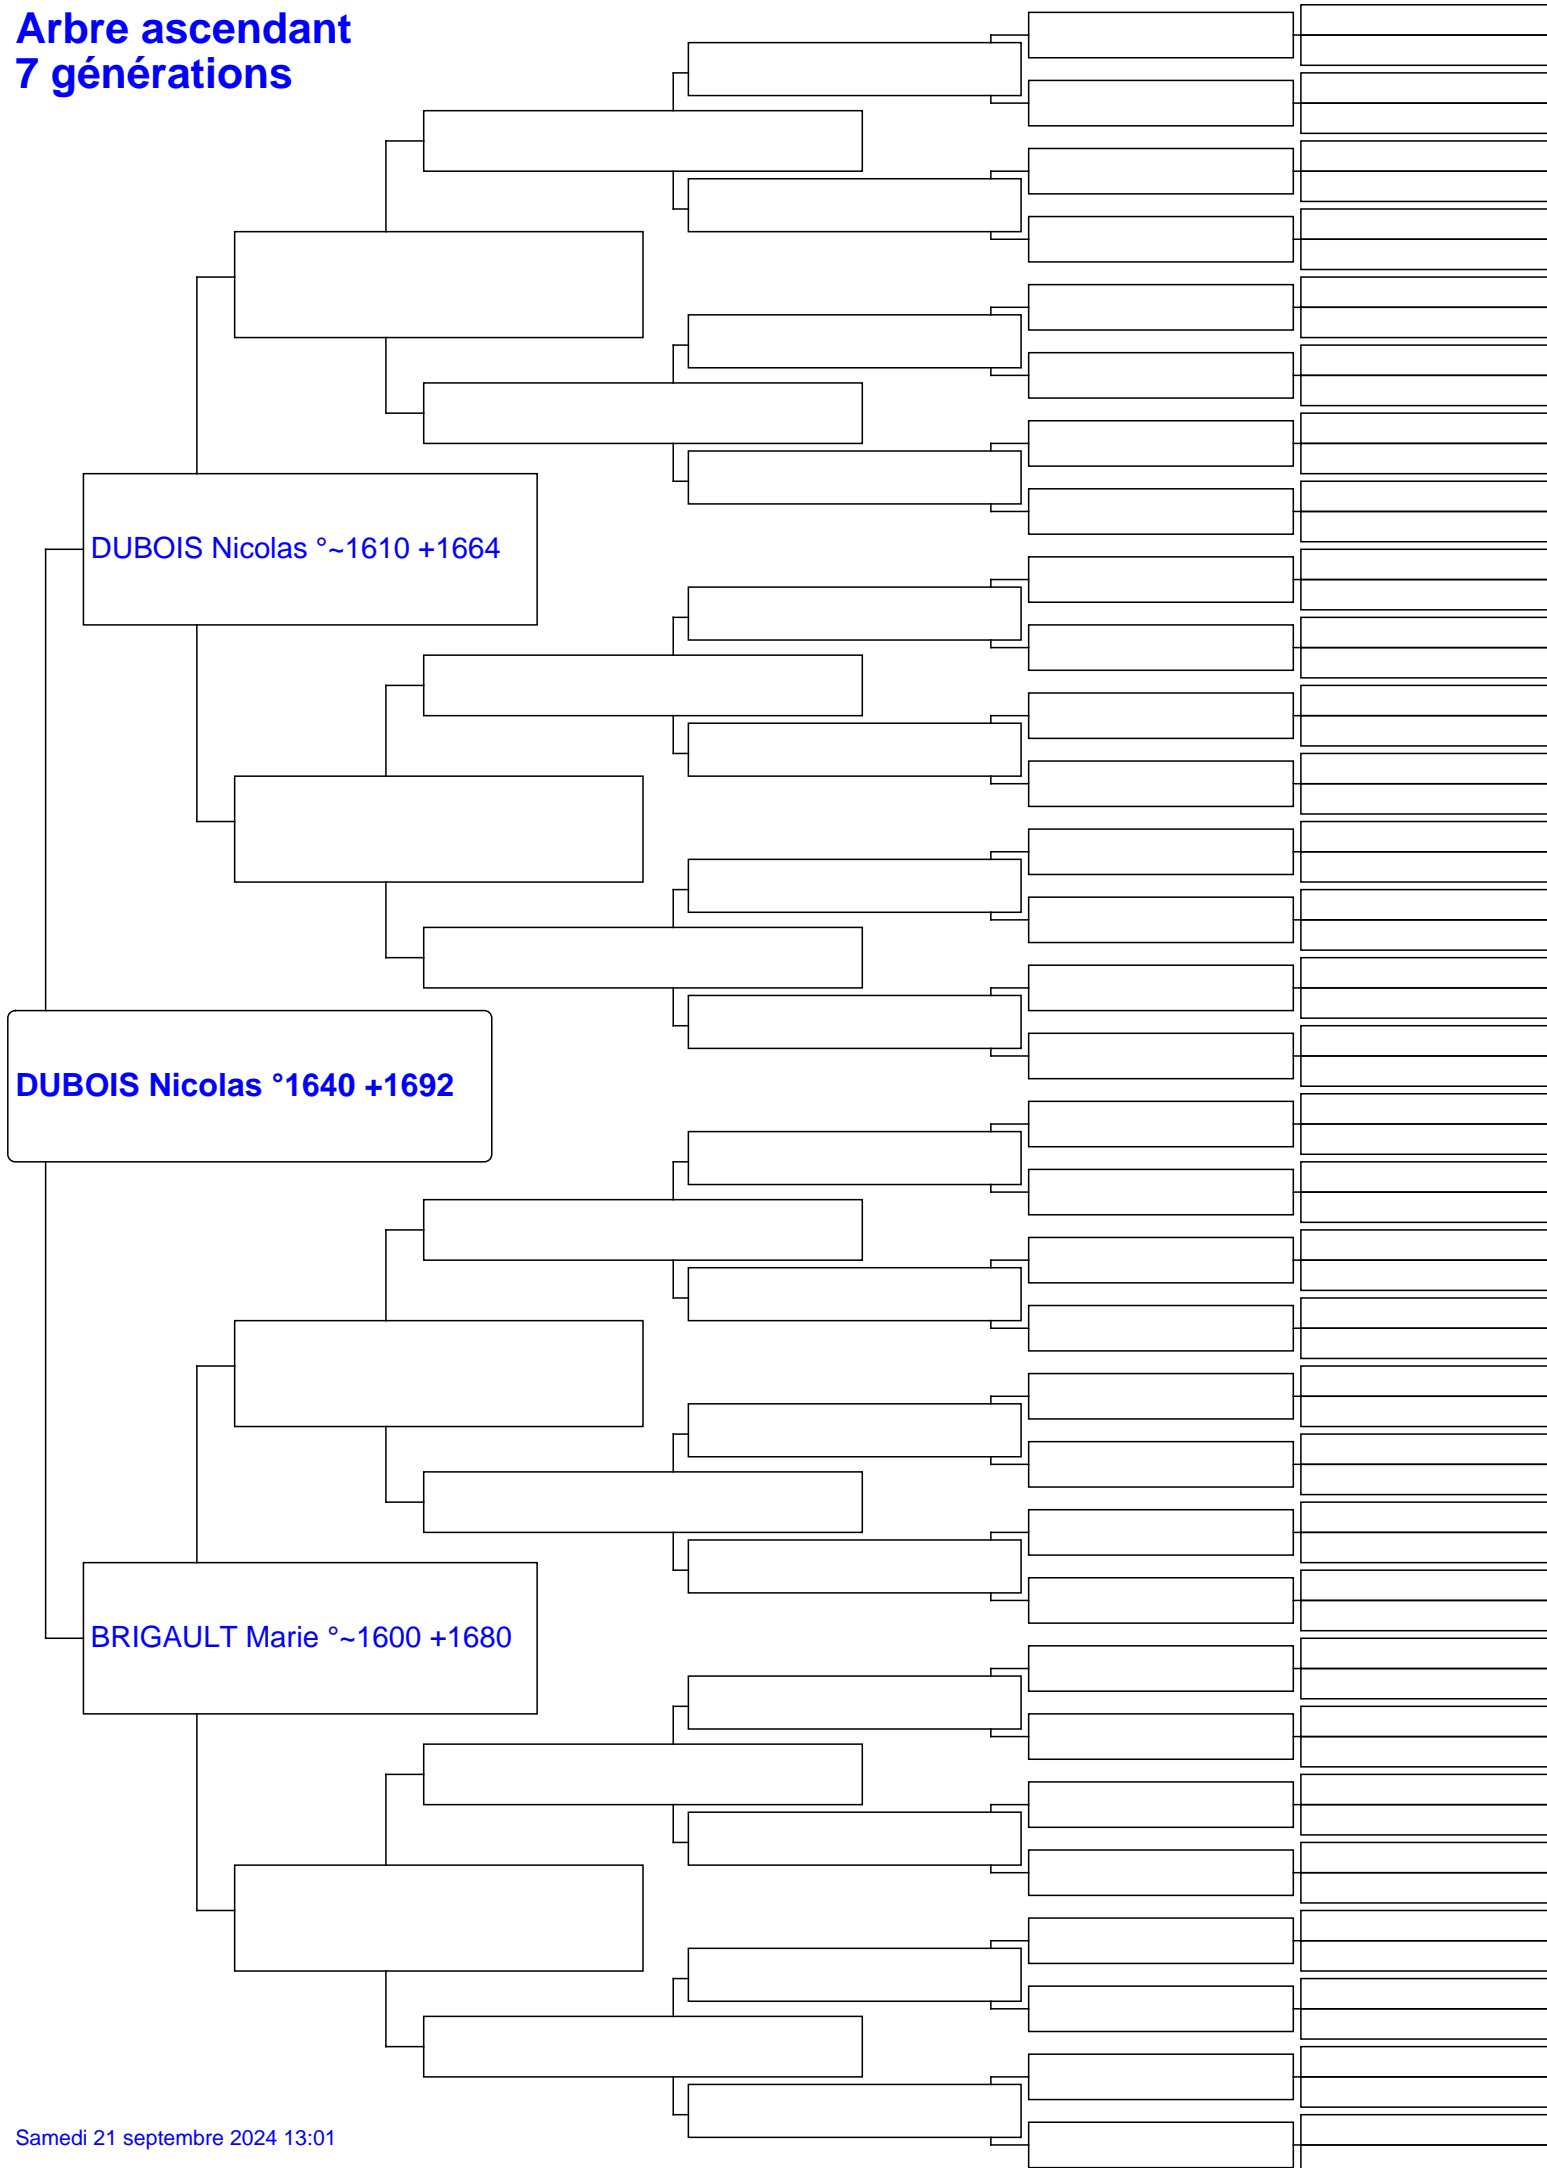 Arbre ascendant
7 générations
DUBOIS Nicolas °~1610 +1664
DUBOIS Nicolas °1640 +1692
BRIGAULT Marie °~1600 +1680
Samedi 21 septembre 2024 13:01